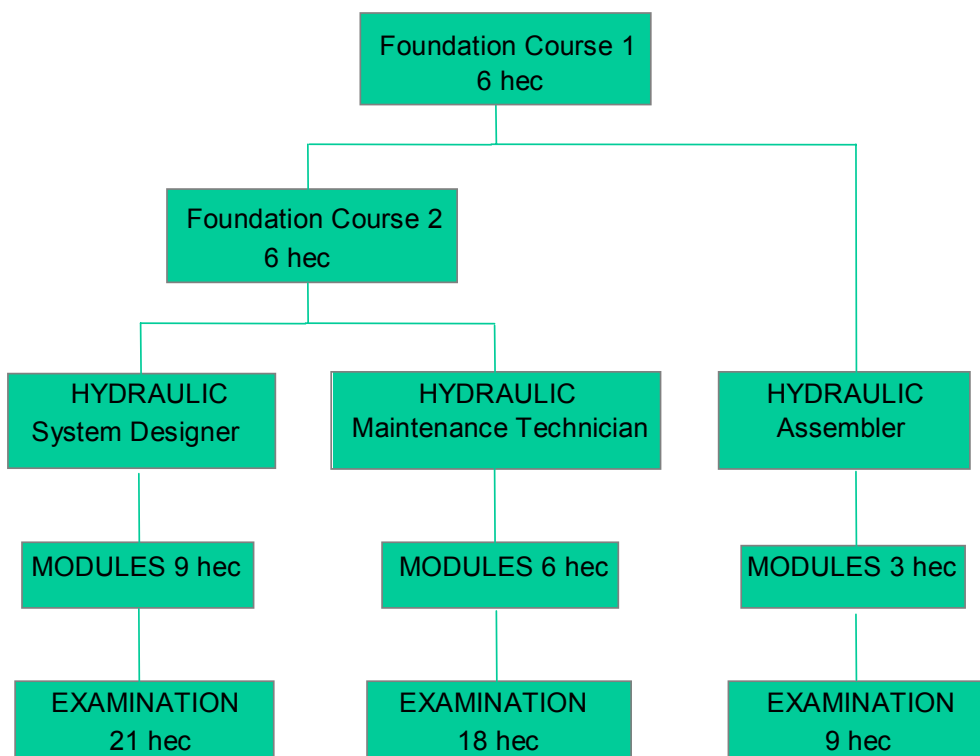 Foundation Course 1
6 hec
Foundation Course 2
6 hec
HYDRAULIC
System Designer
HYDRAULIC
Maintenance Technician
HYDRAULIC
Assembler
MODULES 9 hec
MODULES 6 hec
MODULES 3 hec
EXAMINATION
21 hec
EXAMINATION
18 hec
EXAMINATION
9 hec